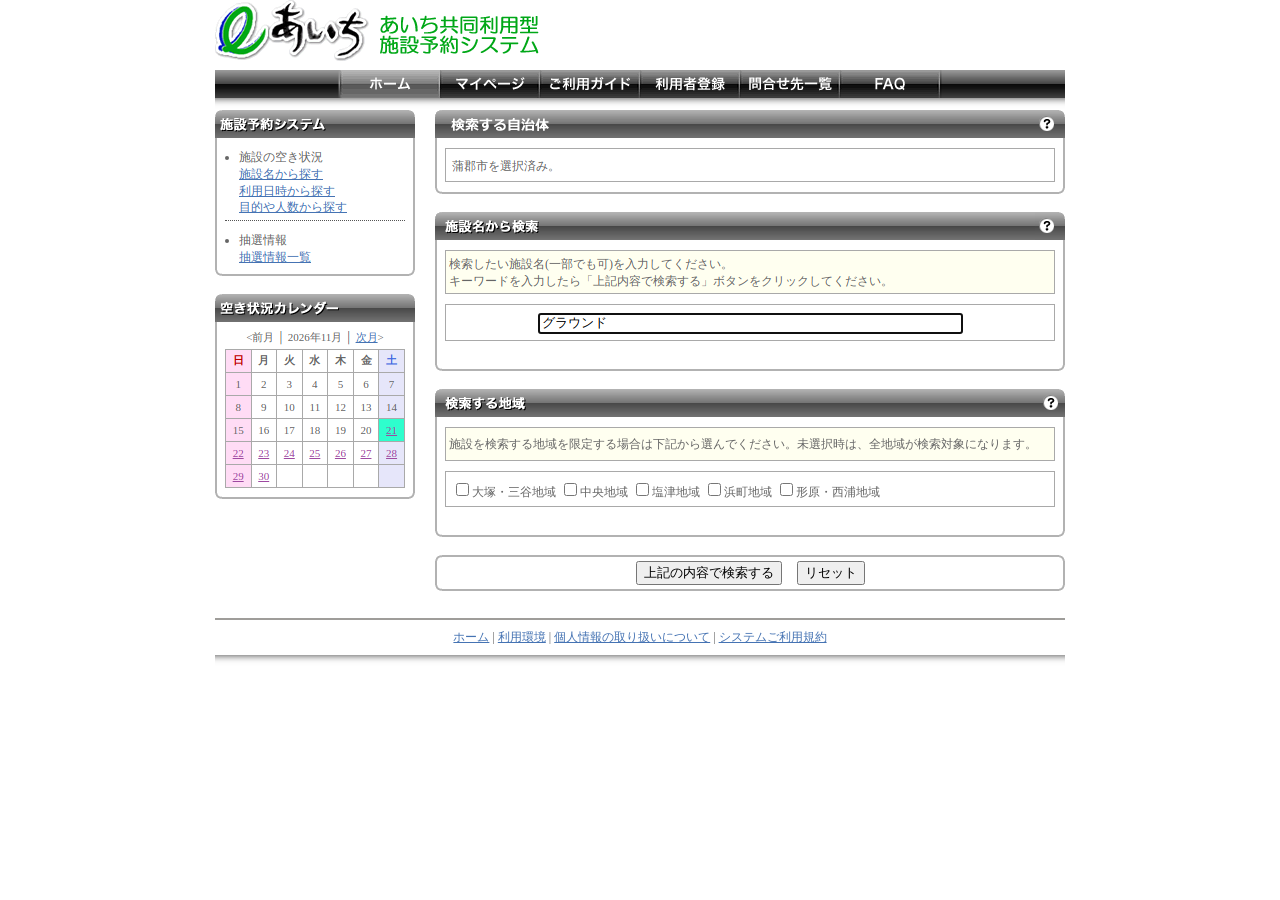 あいち
あいち共同利用型
施設予約システム
ホーム マイページ ご利用ガイド 利用者登録 問合せ先一覧 FAQ
施設予約システム
施設の空き状況
施設名から探す
利用日時から探す
目的や人数から探す
抽選情報
抽選情報一覧
空き状況カレンダー
<前月 │ 2026年11月 │ 次月>
日 月 火 水 木 金 土
1 2 3 4 5 6 7
8 9 10 11 12 13 14
15 16 17 18 19 20 21
22 23 24 25 26 27 28
29 30
検索する自治体 ?
蒲郡市を選択済み。
施設名から検索 ?
検索したい施設名(一部でも可)を入力してください。
キーワードを入力したら「上記内容で検索する」ボタンをクリックしてください。
グラウンド
検索する地域 ?
施設を検索する地域を限定する場合は下記から選んでください。未選択時は、全地域が検索対象になります。
大塚・三谷地域 中央地域 塩津地域 浜町地域 形原・西浦地域
上記の内容で検索する リセット
ホーム | 利用環境 | 個人情報の取り扱いについて | システムご利用規約